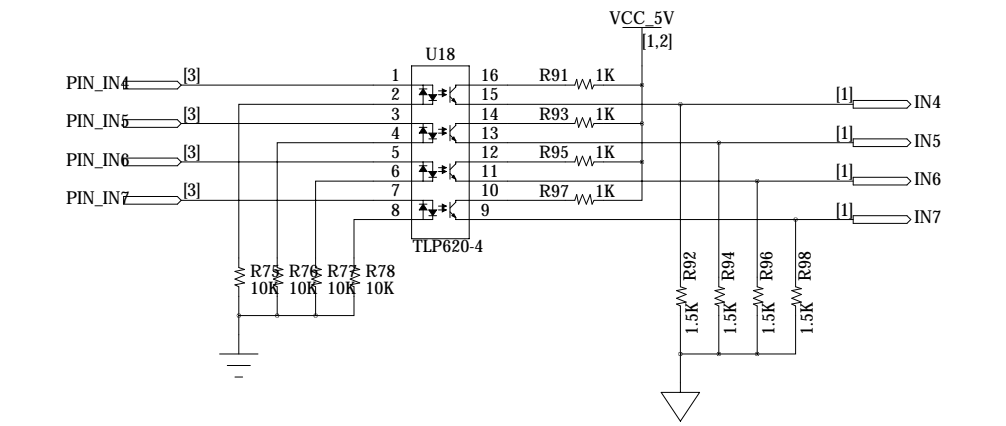 VCC_5V
[1,2]
U18
PIN_IN4 [3] 1 16 R91 1K
2 15 [1] IN4
PIN_IN5 [3] 3 14 R93 1K
4 13 [1] IN5
PIN_IN6 [3] 5 12 R95 1K
6 11 [1] IN6
PIN_IN7 [3] 7 10 R97 1K
8 9 [1] IN7
TLP620-4
R75 R76 R77 R78
10K 10K 10K 10K
R92 R94 R96 R98
1.5K 1.5K 1.5K 1.5K